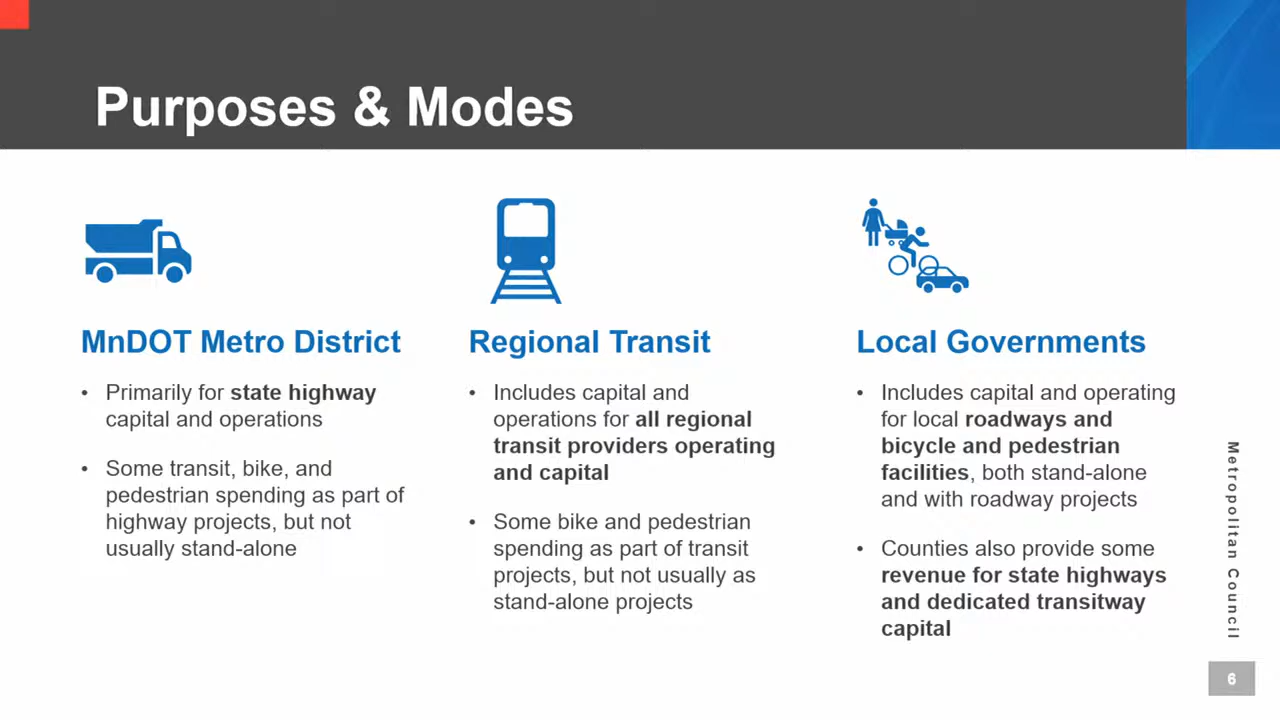 Purposes & Modes
MnDOT Metro District
• Primarily for state highway
capital and operations
• Some transit, bike, and
pedestrian spending as part of
highway projects, but not
usually stand-alone
Regional Transit
• Includes capital and
operations for all regional
transit providers operating
and capital
• Some bike and pedestrian
spending as part of transit
projects, but not usually as
stand-alone projects
Local Governments
• Includes capital and operating
for local roadways and
bicycle and pedestrian
facilities, both stand-alone
and with roadway projects
• Counties also provide some
revenue for state highways
and dedicated transitway
capital
Metropolitan Council
6